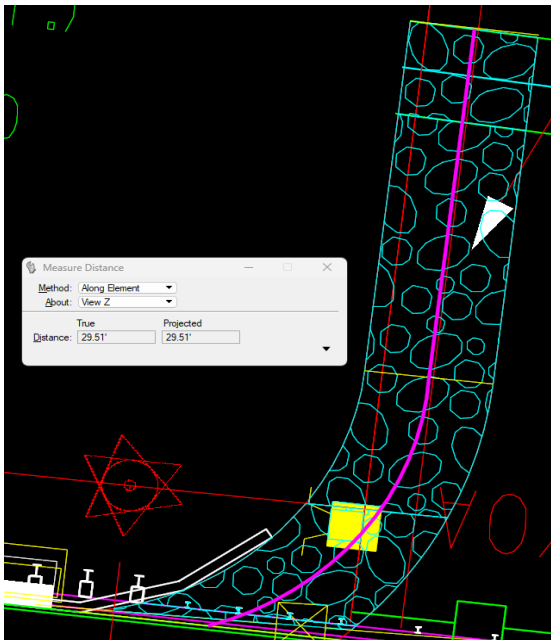 Measure Distance
Method: Along Element
About: View Z
True Projected
Distance: 29.51' 29.51'